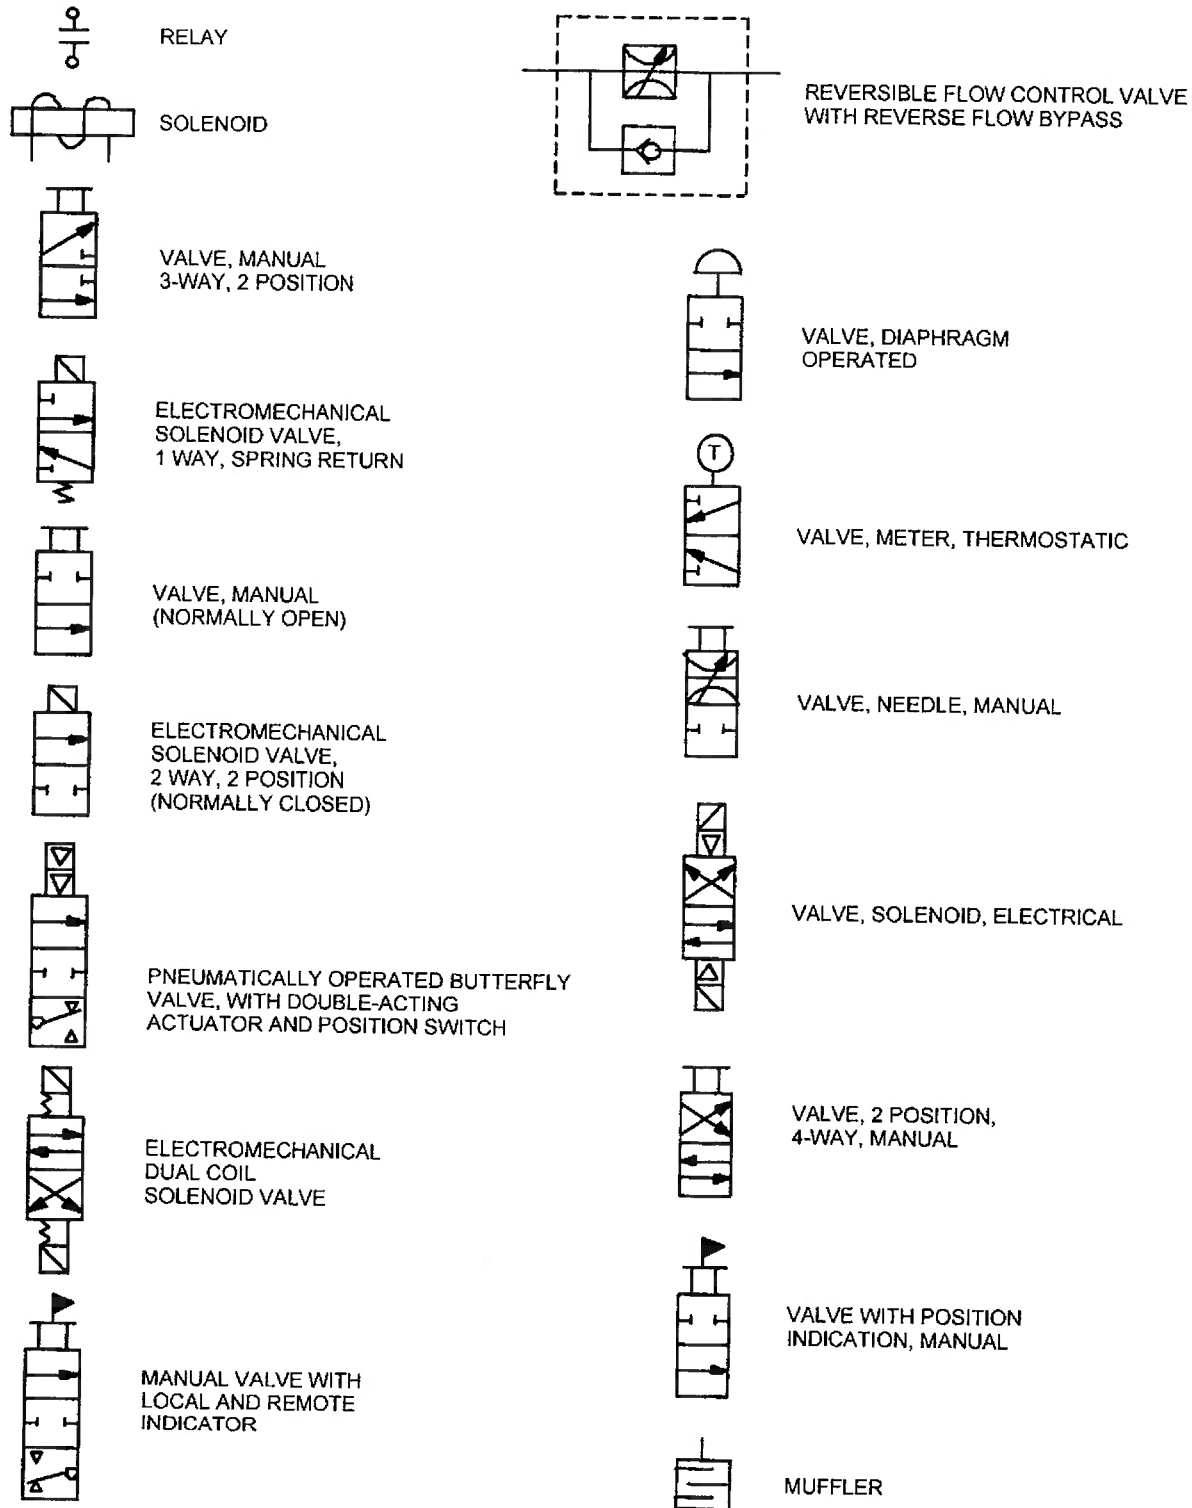 RELAY
SOLENOID
VALVE, MANUAL
3-WAY, 2 POSITION
ELECTROMECHANICAL
SOLENOID VALVE,
1 WAY, SPRING RETURN
VALVE, MANUAL
(NORMALLY OPEN)
ELECTROMECHANICAL
SOLENOID VALVE,
2 WAY, 2 POSITION
(NORMALLY CLOSED)
PNEUMATICALLY OPERATED BUTTERFLY
VALVE, WITH DOUBLE-ACTING
ACTUATOR AND POSITION SWITCH
ELECTROMECHANICAL
DUAL COIL
SOLENOID VALVE
MANUAL VALVE WITH
LOCAL AND REMOTE
INDICATOR
REVERSIBLE FLOW CONTROL VALVE
WITH REVERSE FLOW BYPASS
VALVE, DIAPHRAGM
OPERATED
T
VALVE, METER, THERMOSTATIC
VALVE, NEEDLE, MANUAL
VALVE, SOLENOID, ELECTRICAL
VALVE, 2 POSITION,
4-WAY, MANUAL
VALVE WITH POSITION
INDICATION, MANUAL
MUFFLER